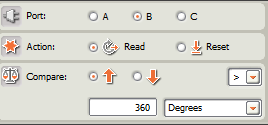 Port: A B C
Action: Read Reset
Compare: >
360 Degrees